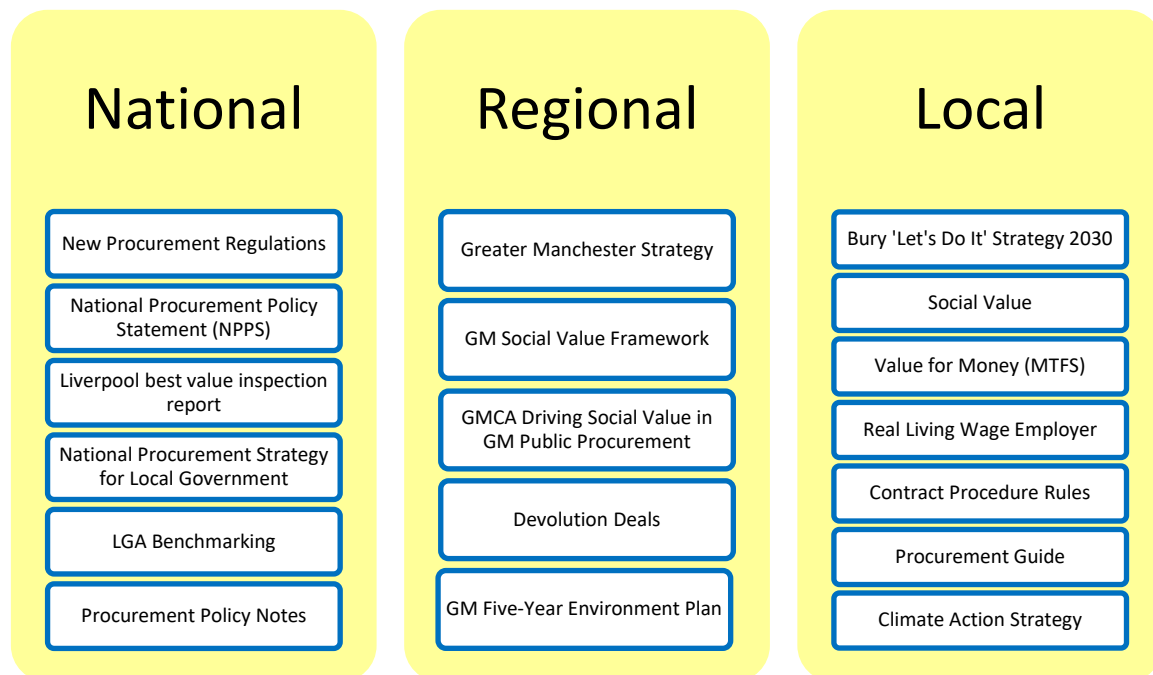 National
New Procurement Regulations
National Procurement Policy
Statement (NPPS)
Liverpool best value inspection
report
National Procurement Strategy
for Local Government
LGA Benchmarking
Procurement Policy Notes
Regional
Greater Manchester Strategy
GM Social Value Framework
GMCA Driving Social Value in
GM Public Procurement
Devolution Deals
GM Five-Year Environment Plan
Local
Bury 'Let's Do It' Strategy 2030
Social Value
Value for Money (MTFS)
Real Living Wage Employer
Contract Procedure Rules
Procurement Guide
Climate Action Strategy